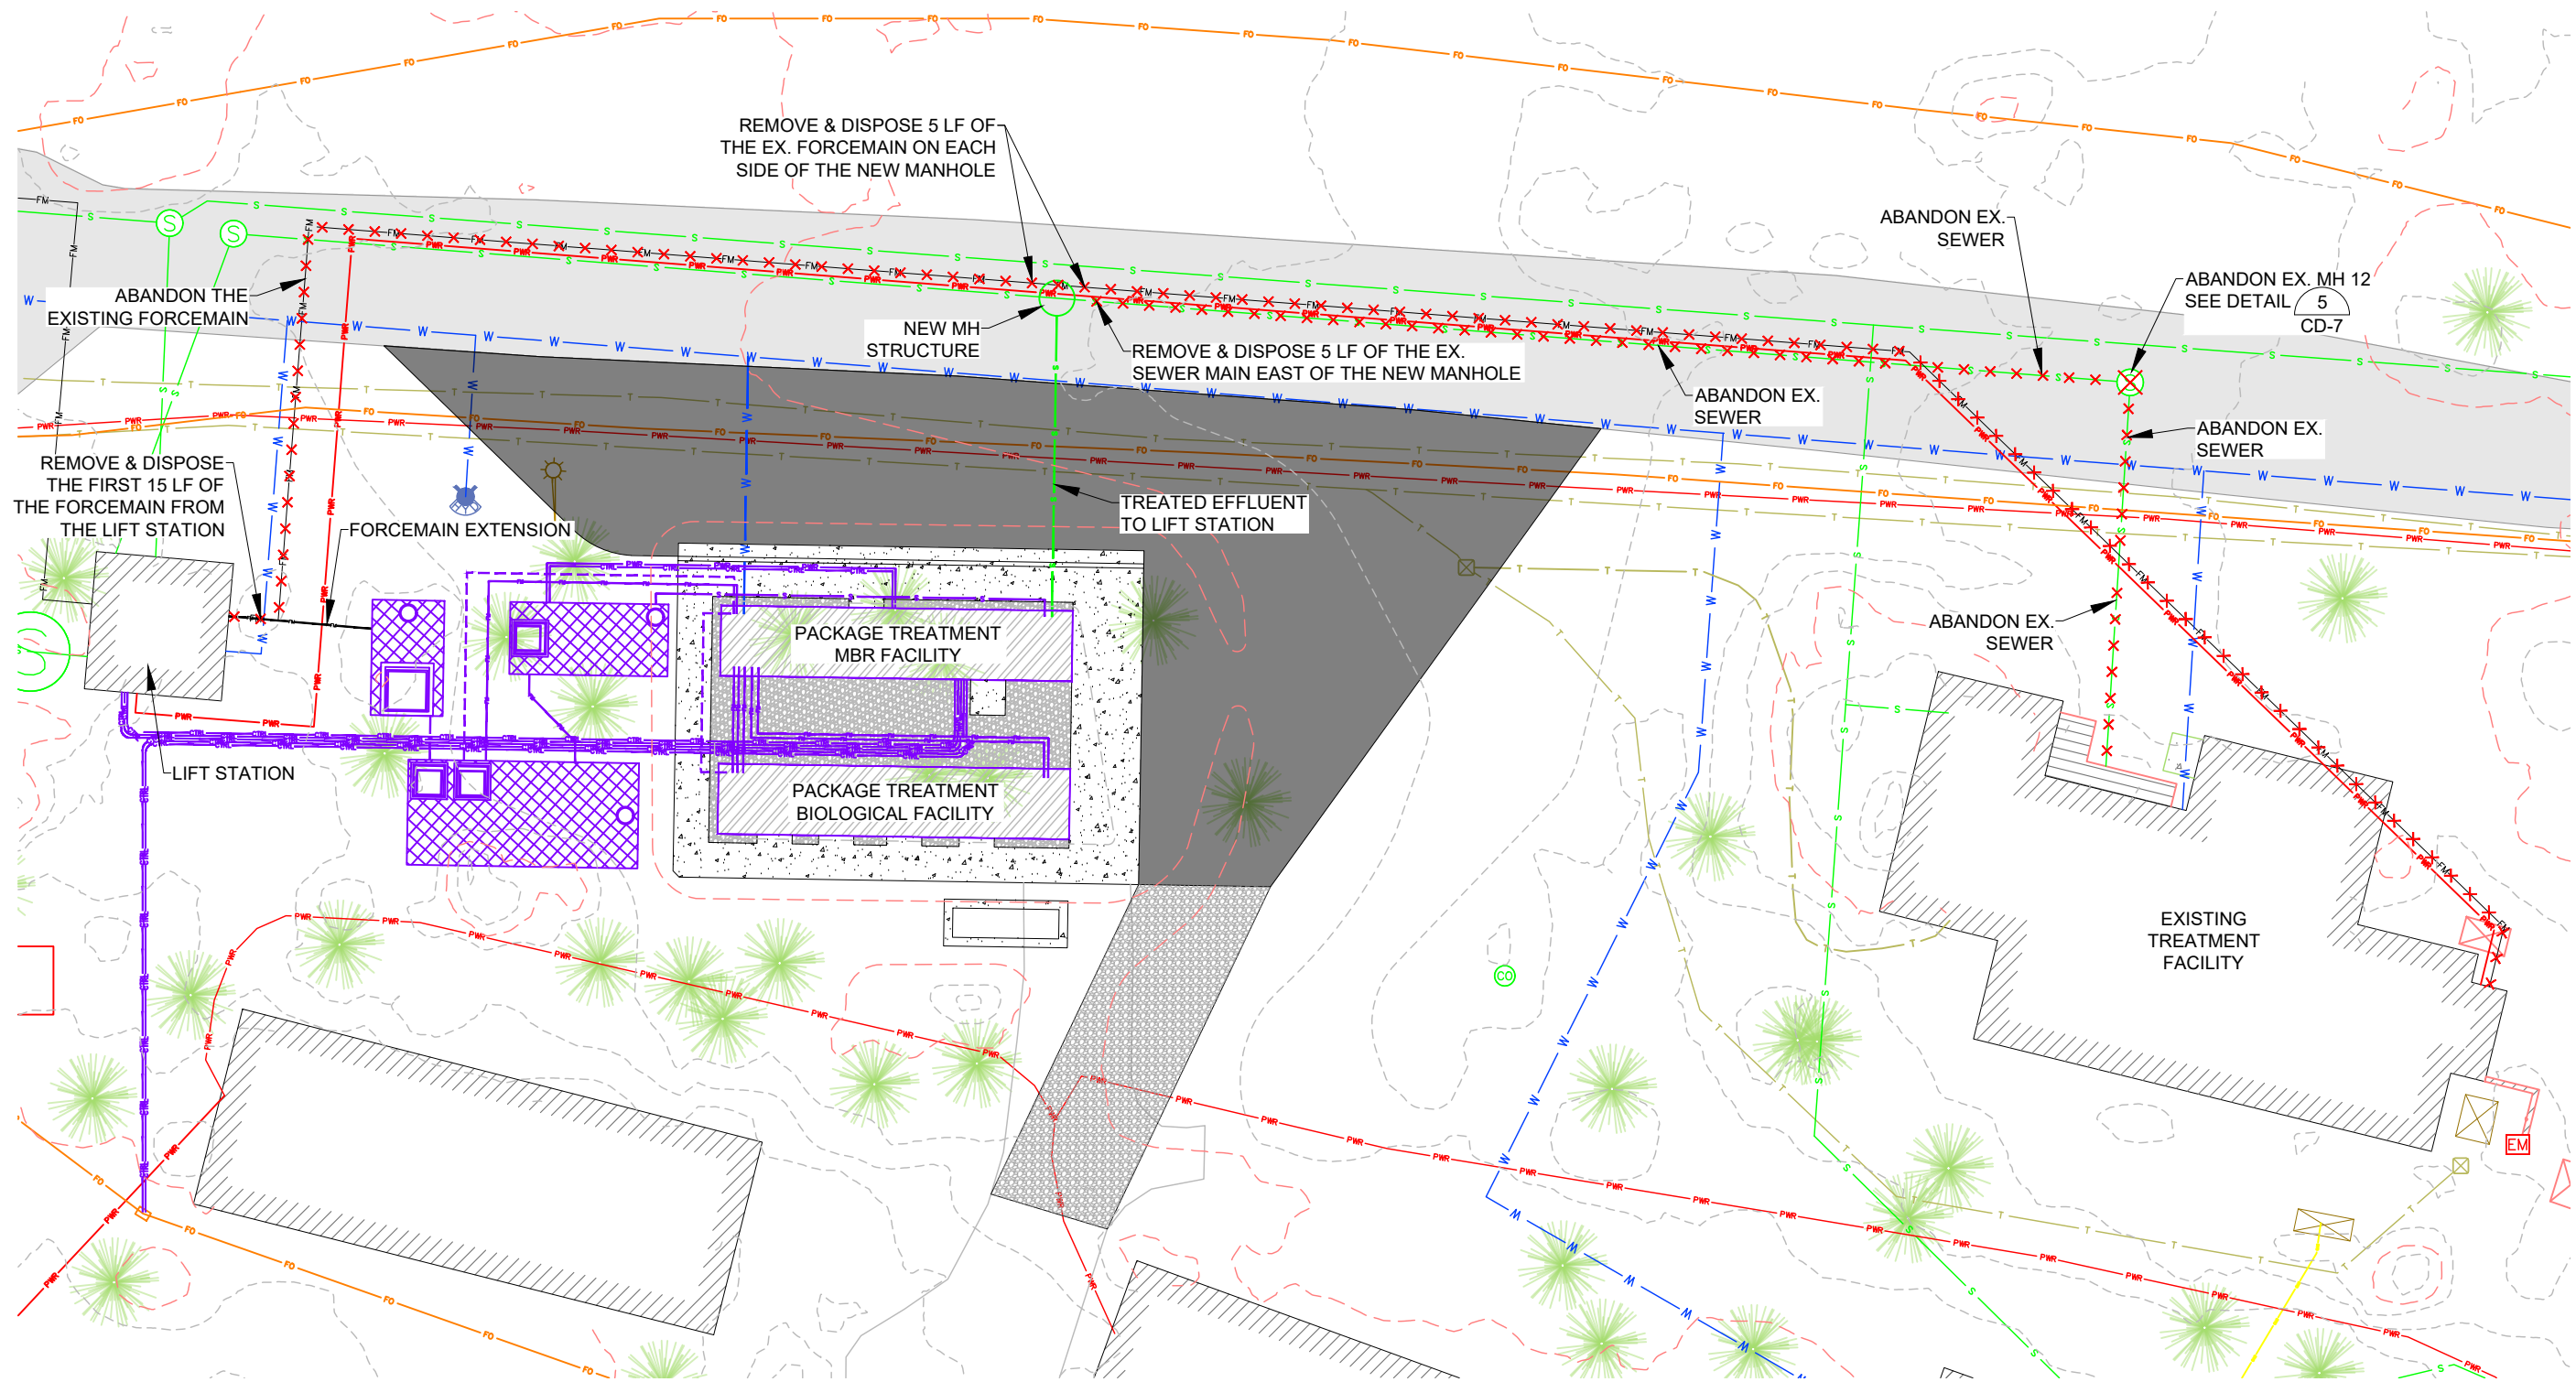 REMOVE & DISPOSE 5 LF OF
THE EX. FORCEMAIN ON EACH
SIDE OF THE NEW MANHOLE
ABANDON EX.
SEWER
ABANDON EX. MH 12
SEE DETAIL
5
CD-7
ABANDON THE
EXISTING FORCEMAIN
NEW MH
STRUCTURE
REMOVE & DISPOSE 5 LF OF THE EX.
SEWER MAIN EAST OF THE NEW MANHOLE
ABANDON EX.
SEWER
ABANDON EX.
SEWER
REMOVE & DISPOSE
THE FIRST 15 LF OF
THE FORCEMAIN FROM
THE LIFT STATION
FORCEMAIN EXTENSION
TREATED EFFLUENT
TO LIFT STATION
ABANDON EX.
SEWER
PACKAGE TREATMENT
MBR FACILITY
LIFT STATION
PACKAGE TREATMENT
BIOLOGICAL FACILITY
EXISTING
TREATMENT
FACILITY
CO
EM
S
S
S
FO
FM
PWR
W
T
CTRL